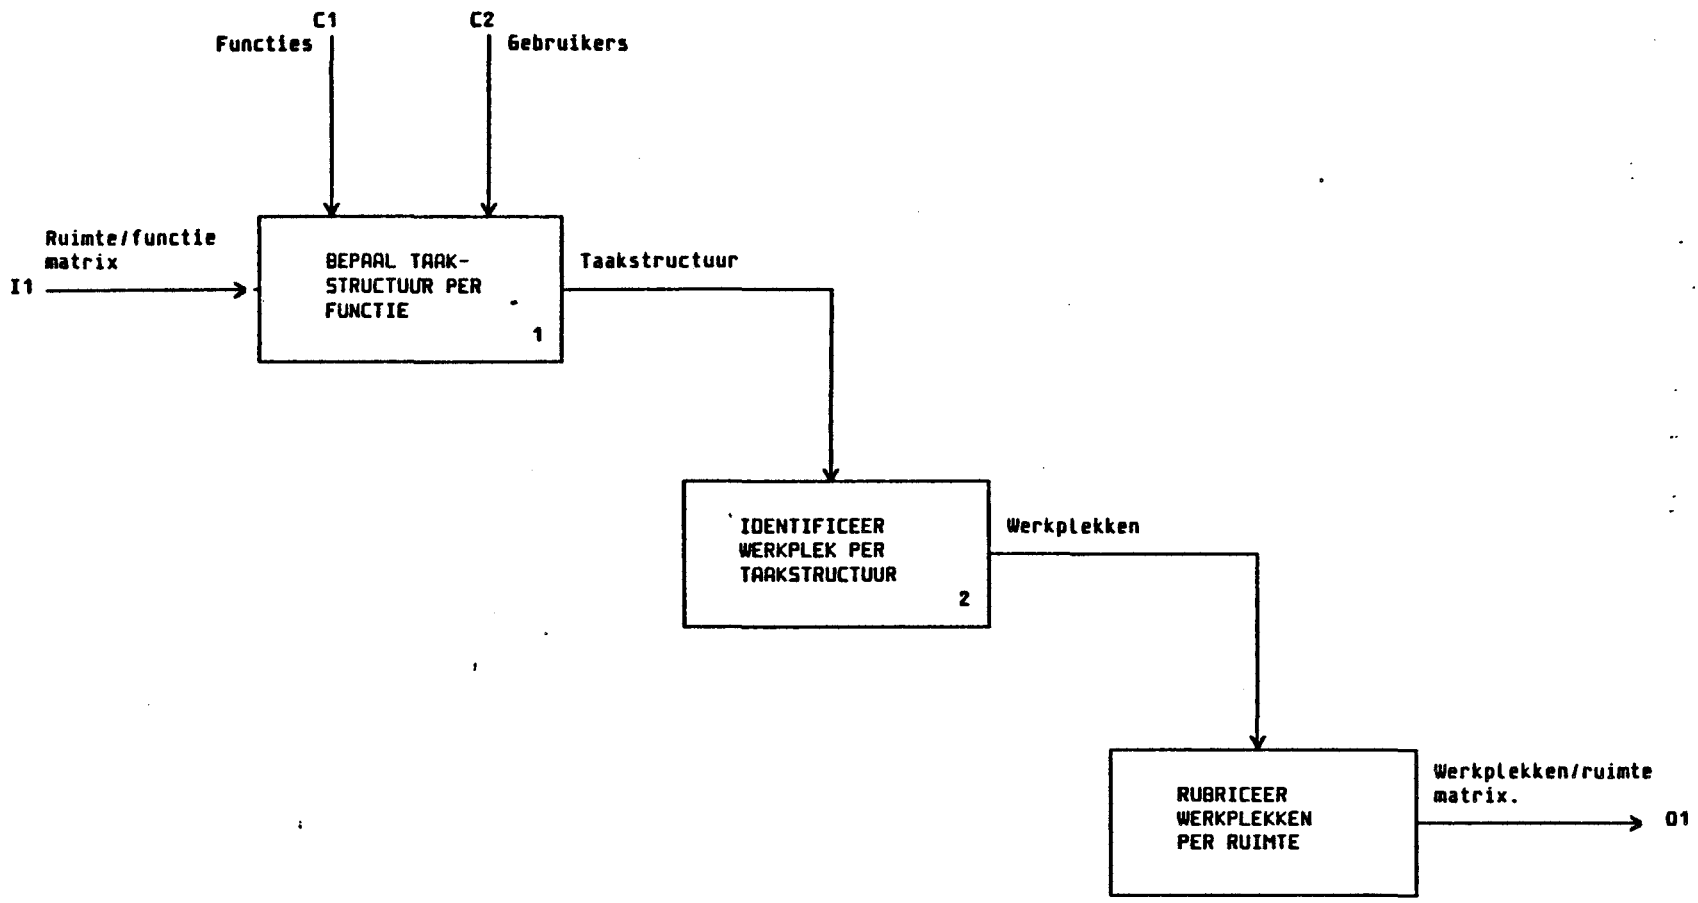 C1
C2
Functies
Gebruikers
Ruimte/functie
matrix
I1
BEPAAL TAAK-
STRUCTUUR PER
FUNCTIE
1
Taakstructuur
IDENTIFICEER
WERKPLEK PER
TAAKSTRUCTUUR
2
Werkplekken
RUBRICEER
WERKPLEKKEN
PER RUIMTE
Werkplekken/ruimte
matrix.
O1